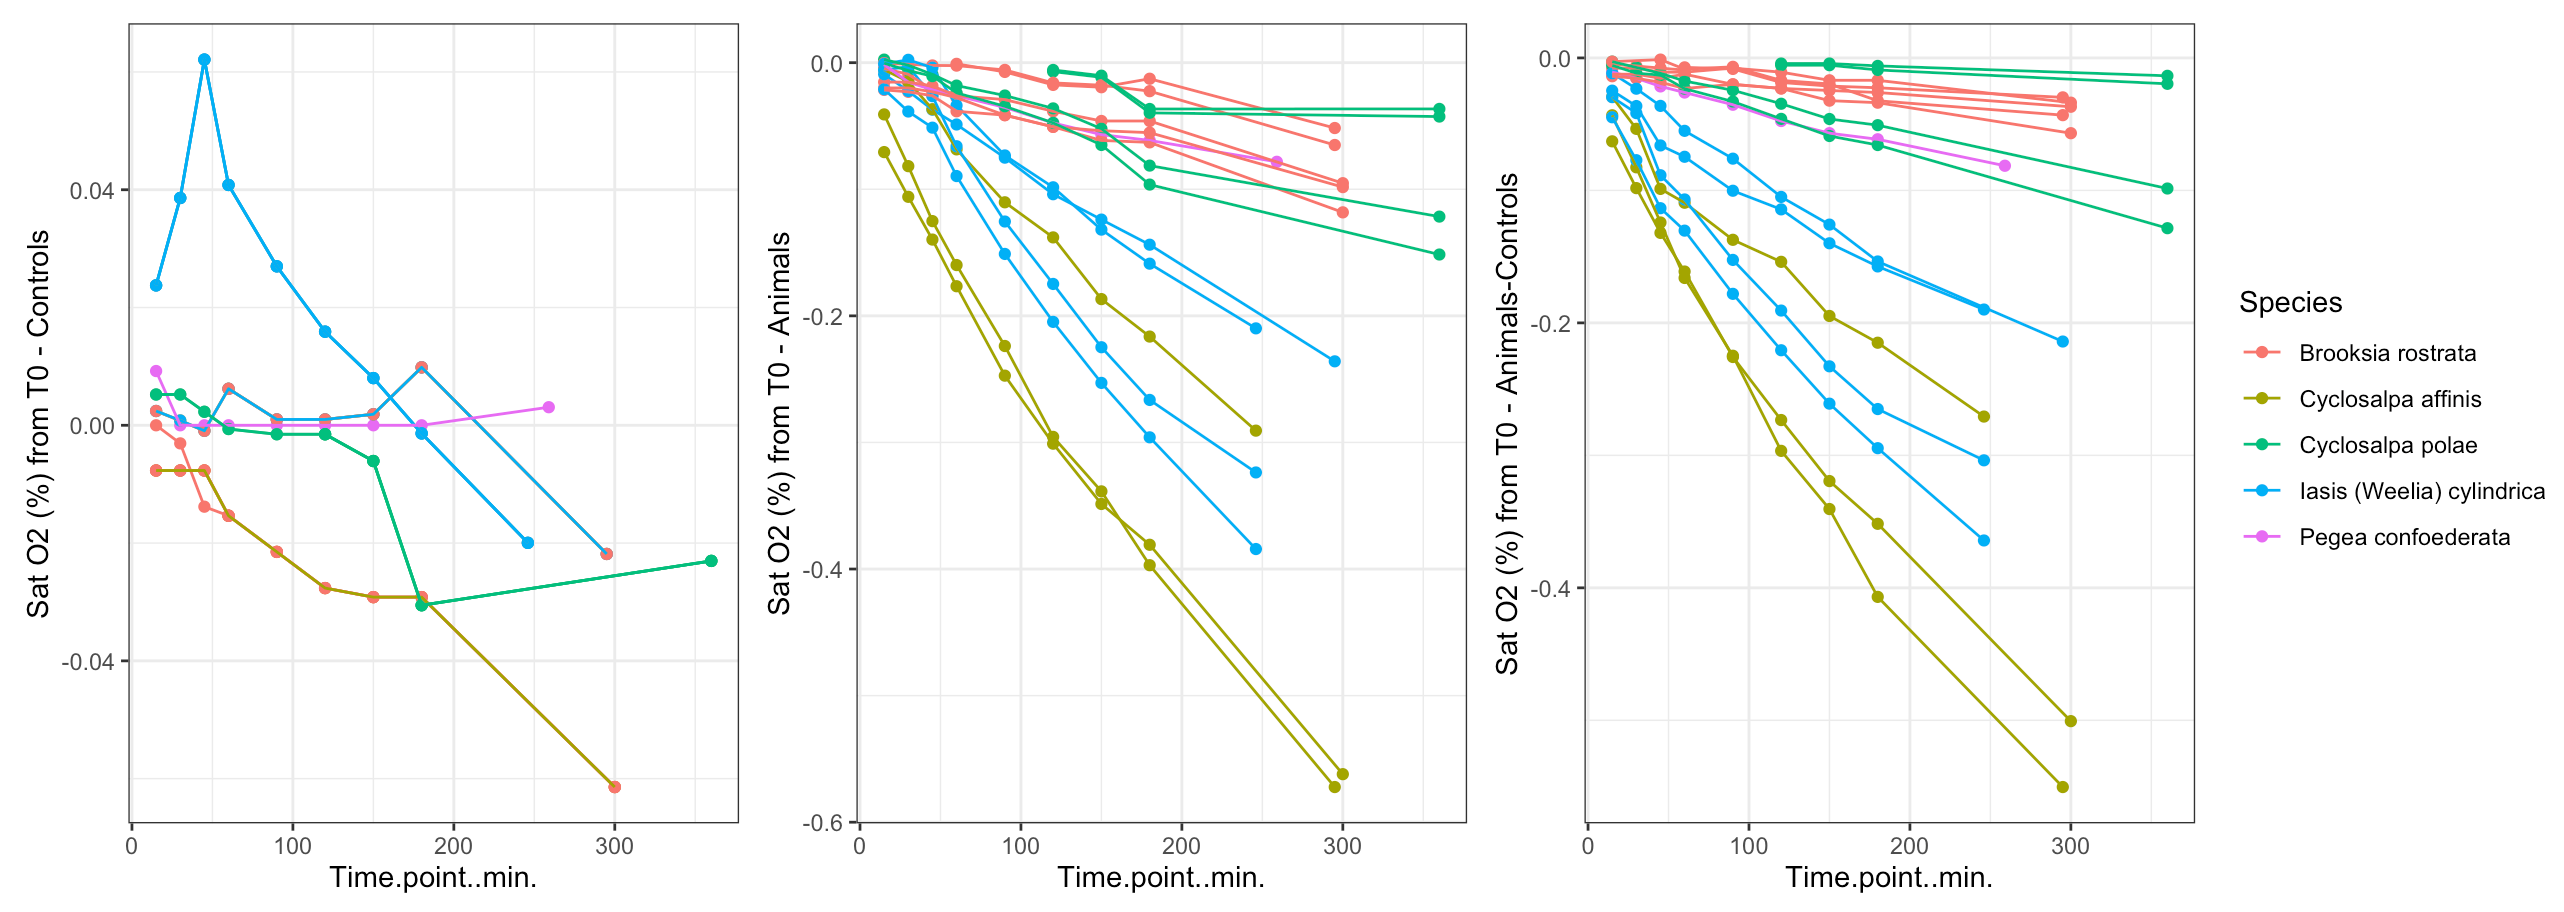 Sat O2 (%) from T0 - Controls
0.04
0.00
-0.04
0 100 200 300
Time.point..min.
Sat O2 (%) from T0 - Animals
0.0
-0.2
-0.4
-0.6
0 100 200 300
Time.point..min.
Sat O2 (%) from T0 - Animals-Controls
0.0
-0.2
-0.4
0 100 200 300
Time.point..min.
Species
Brooksia rostrata
Cyclosalpa affinis
Cyclosalpa polae
Iasis (Weelia) cylindrica
Pegea confoederata